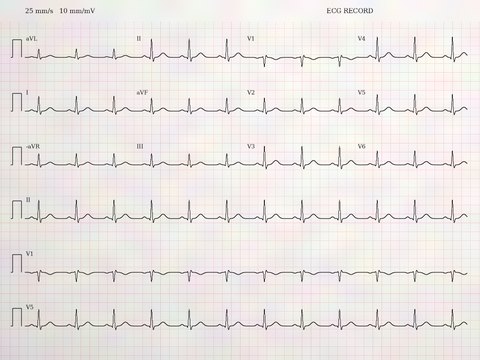 25 mm/s 10 mm/mV ECG RECORD
aVL II V1 V4
I aVF V2 V5
-aVR III V3 V6
II
V1
V5